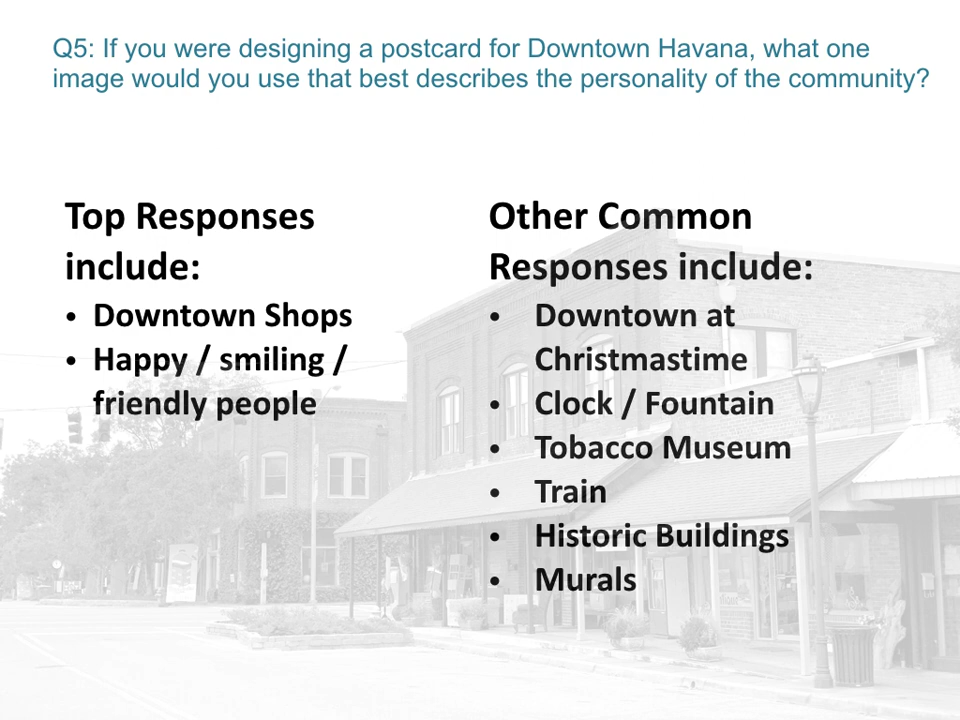 Q5: If you were designing a postcard for Downtown Havana, what one
image would you use that best describes the personality of the community?
Top Responses
include:
• Downtown Shops
• Happy / smiling /
friendly people
Other Common
Responses include:
• Downtown at
Christmastime
• Clock / Fountain
• Tobacco Museum
• Train
• Historic Buildings
• Murals